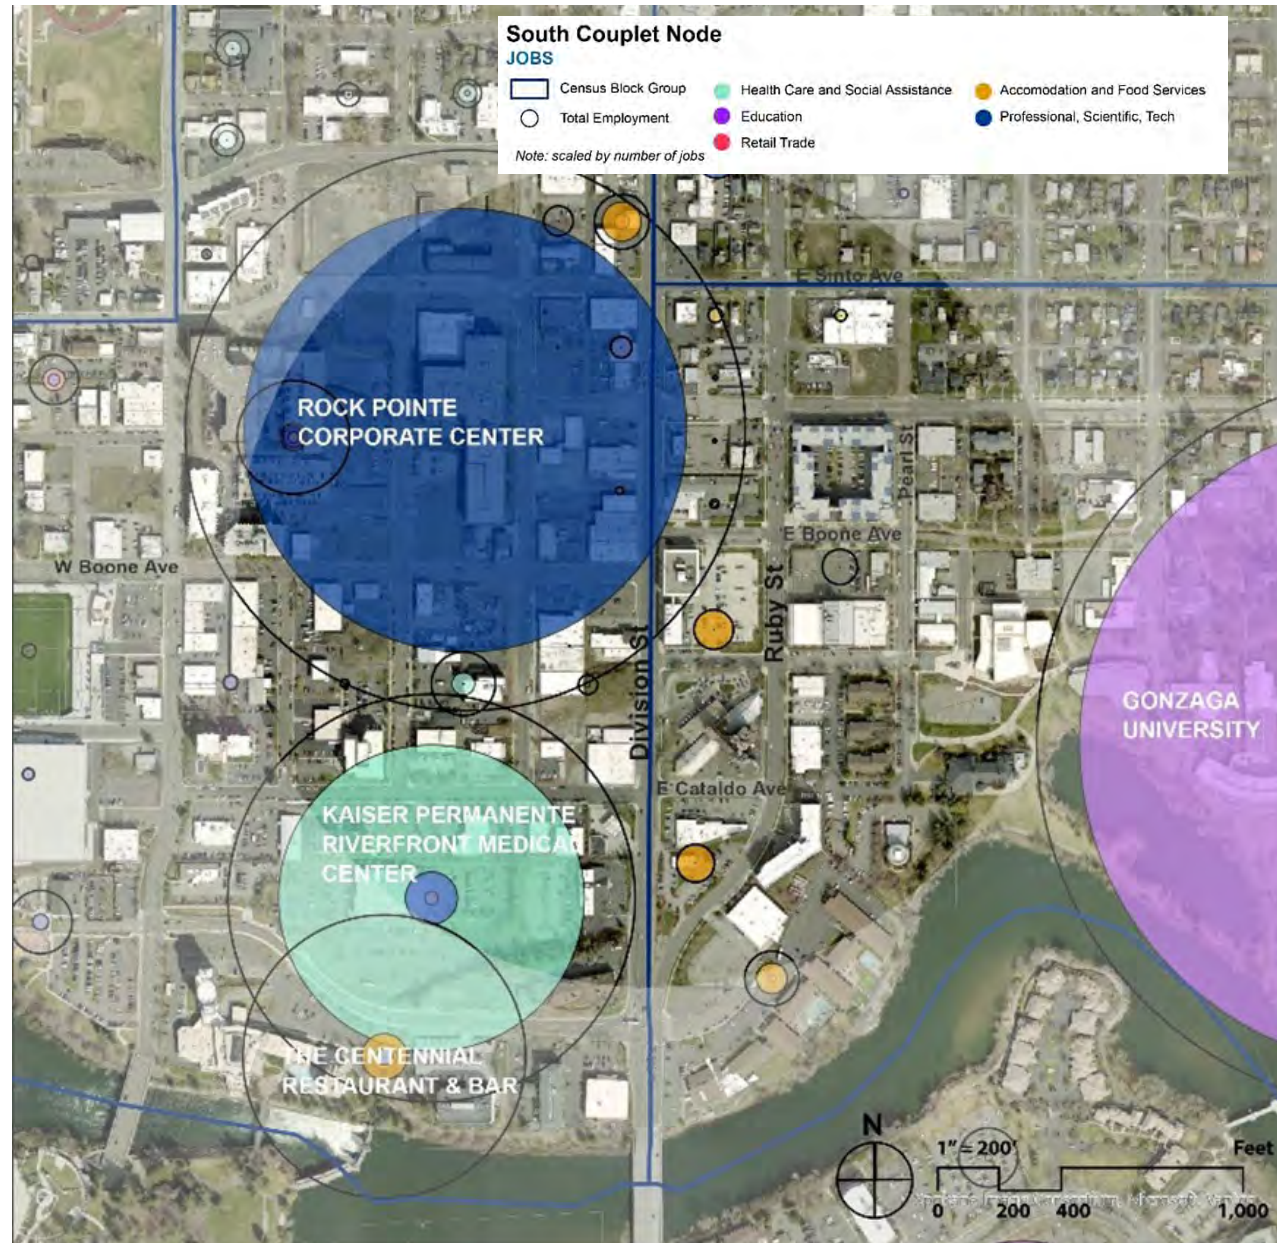 South Couplet Node
JOBS
Census Block Group
Total Employment
Note: scaled by number of jobs
Health Care and Social Assistance
Education
Retail Trade
Accomodation and Food Services
Professional, Scientific, Tech
E Sinto Ave
ROCK POINTE
CORPORATE CENTER
Pearl St
E Boone Ave
W Boone Ave
Ruby St
Division St
GONZAGA
UNIVERSITY
E Cataldo Ave
KAISER PERMANENTE
RIVERFRONT MEDICAL
CENTER
THE CENTENNIAL
RESTAURANT & BAR
N
1" = 200'
Feet
0 200 400 1,000